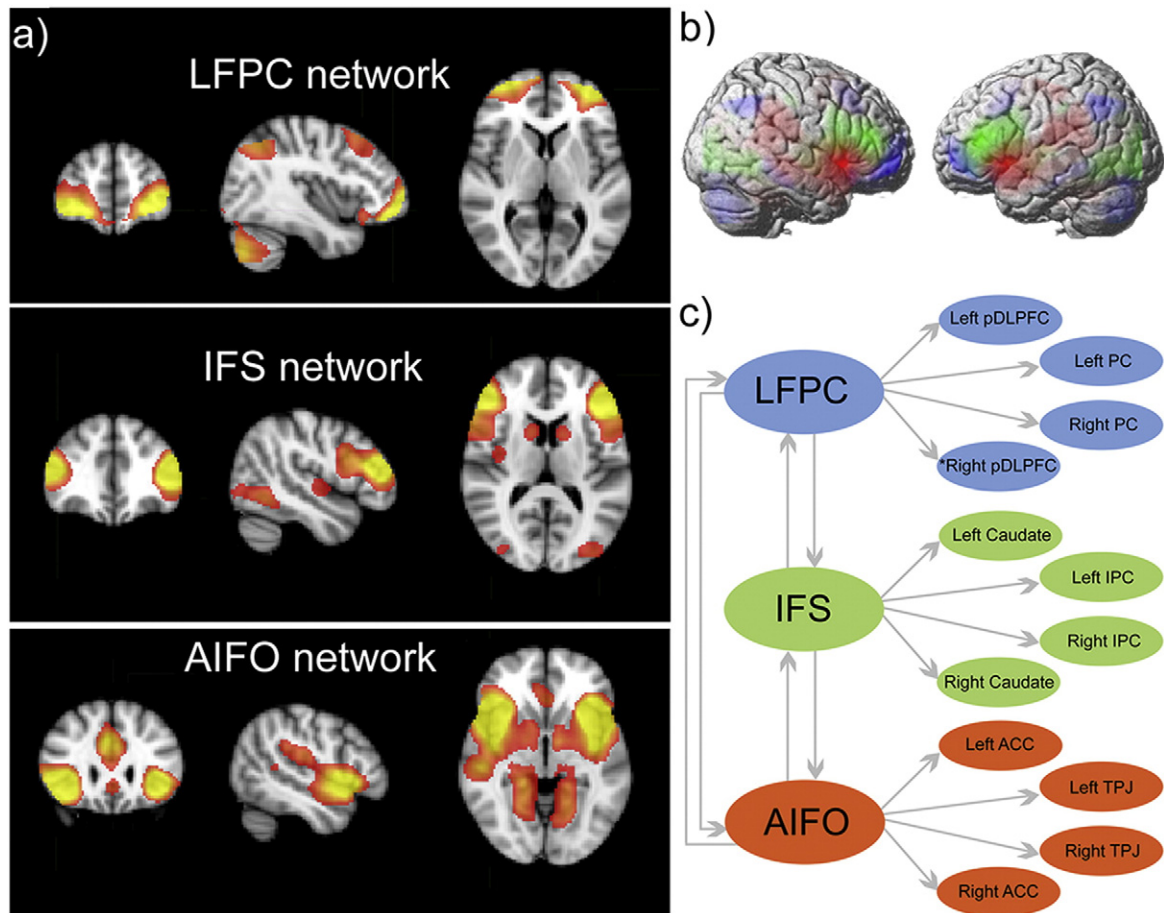 a)
LFPC network
IFS network
AIFO network
b)
c)
LFPC
Left pDLPFC
Left PC
Right PC
*Right pDLPFC
IFS
Left Caudate
Left IPC
Right IPC
Right Caudate
AIFO
Left ACC
Left TPJ
Right TPJ
Right ACC